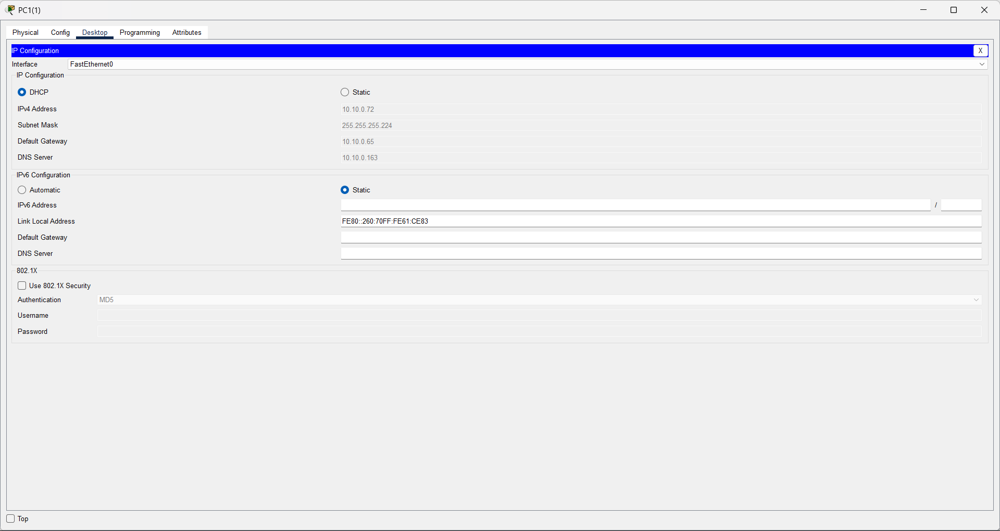 PC1(1)
Physical Config Desktop Programming Attributes
IP Configuration X
Interface FastEthernet0
IP Configuration
DHCP Static
IPv4 Address 10.10.0.72
Subnet Mask 255.255.255.224
Default Gateway 10.10.0.65
DNS Server 10.10.0.163
IPv6 Configuration
Automatic Static
IPv6 Address /
Link Local Address FE80::260:70FF:FE61:CE83
Default Gateway
DNS Server
802.1X
Use 802.1X Security
Authentication MD5
Username
Password
Top